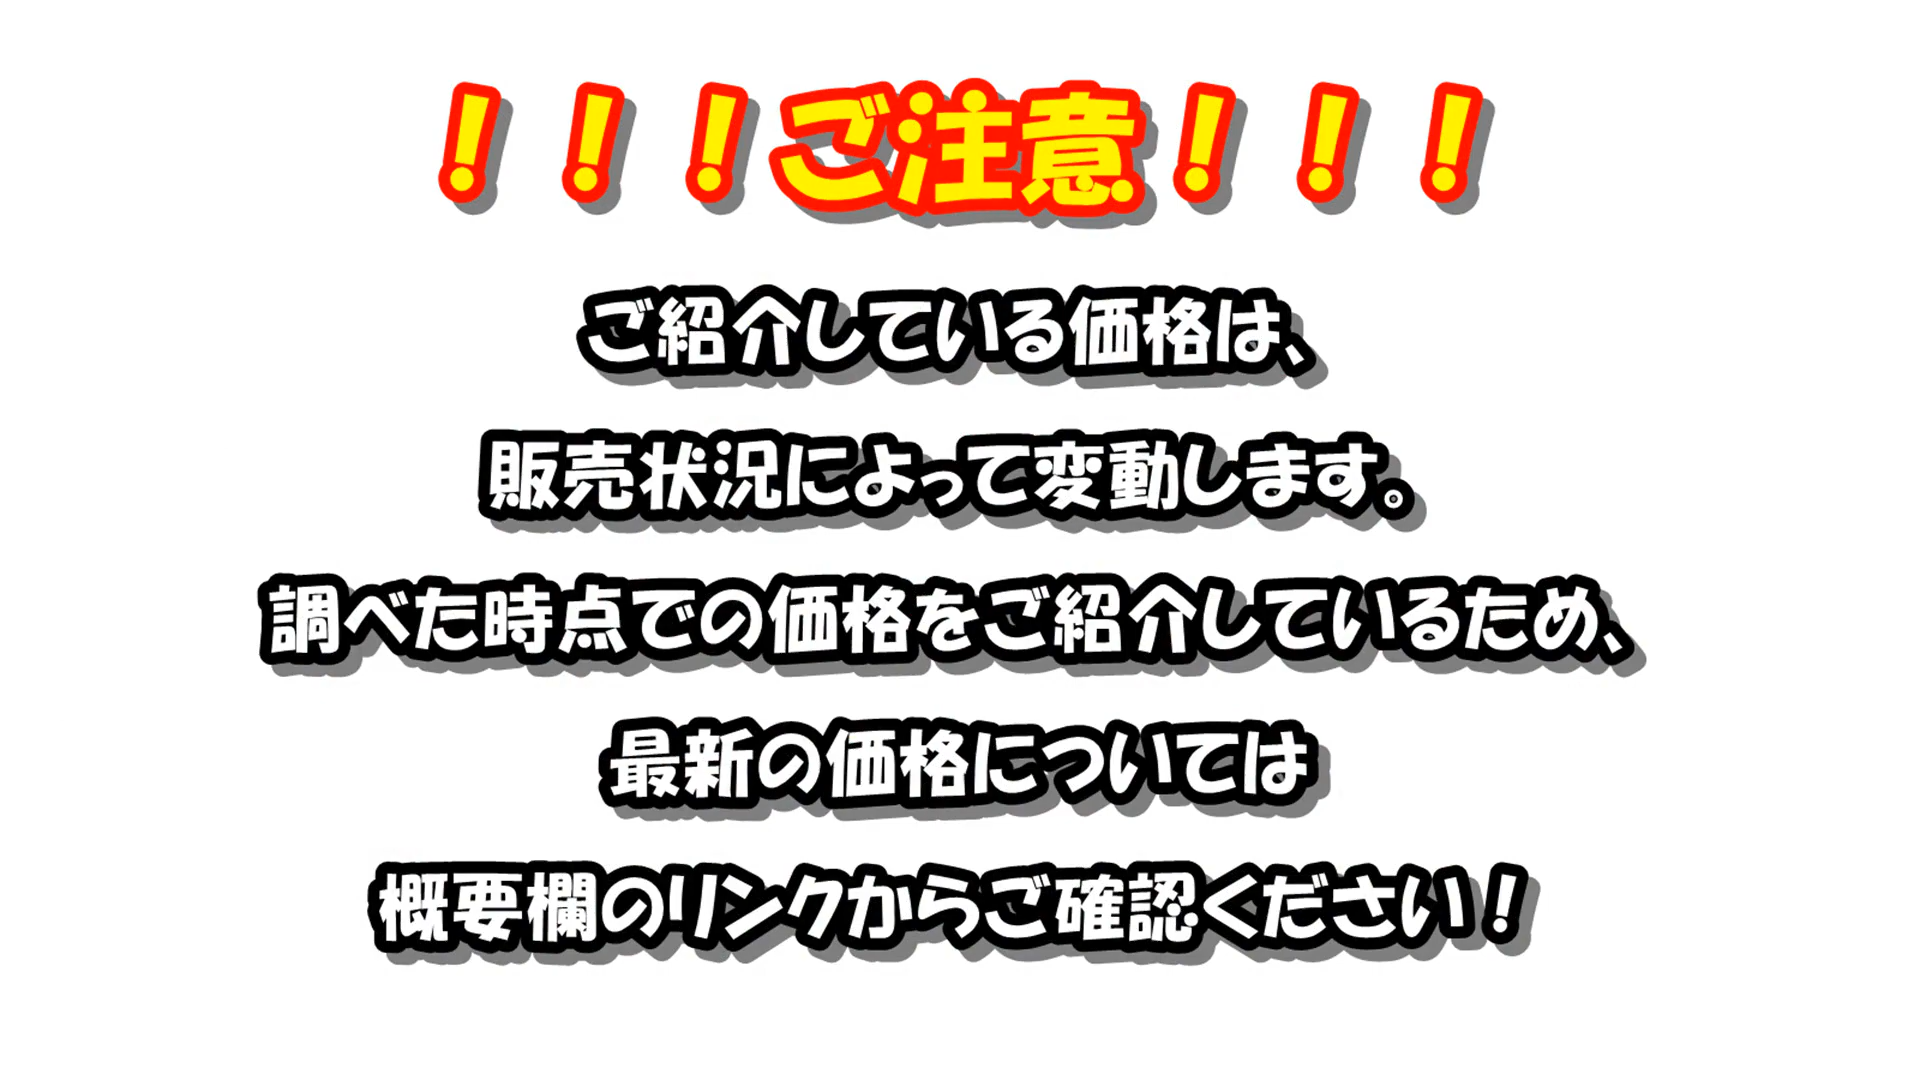 ！！！ご注意！！！
ご紹介している価格は、
販売状況によって変動します。
調べた時点での価格をご紹介しているため、
最新の価格については
概要欄のリンクからご確認ください！